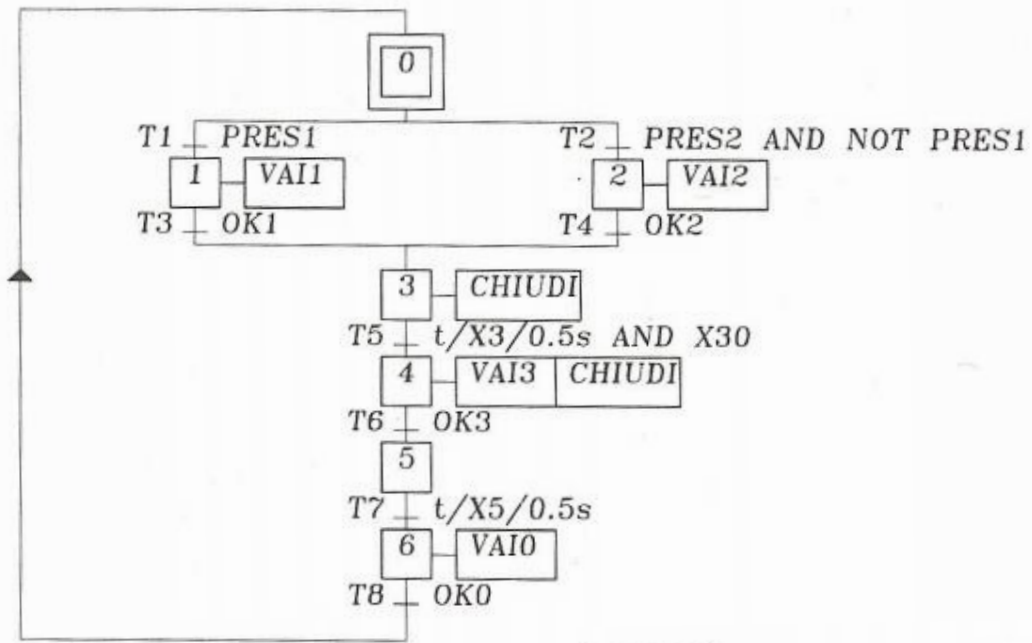 0
T1 PRES1 T2 PRES2 AND NOT PRES1
1 VAI1 2 VAI2
T3 OK1 T4 OK2
3 CHIUDI
T5 t/X3/0.5s AND X30
4 VAI3 CHIUDI
T6 OK3
5
T7 t/X5/0.5s
6 VAI0
T8 OK0